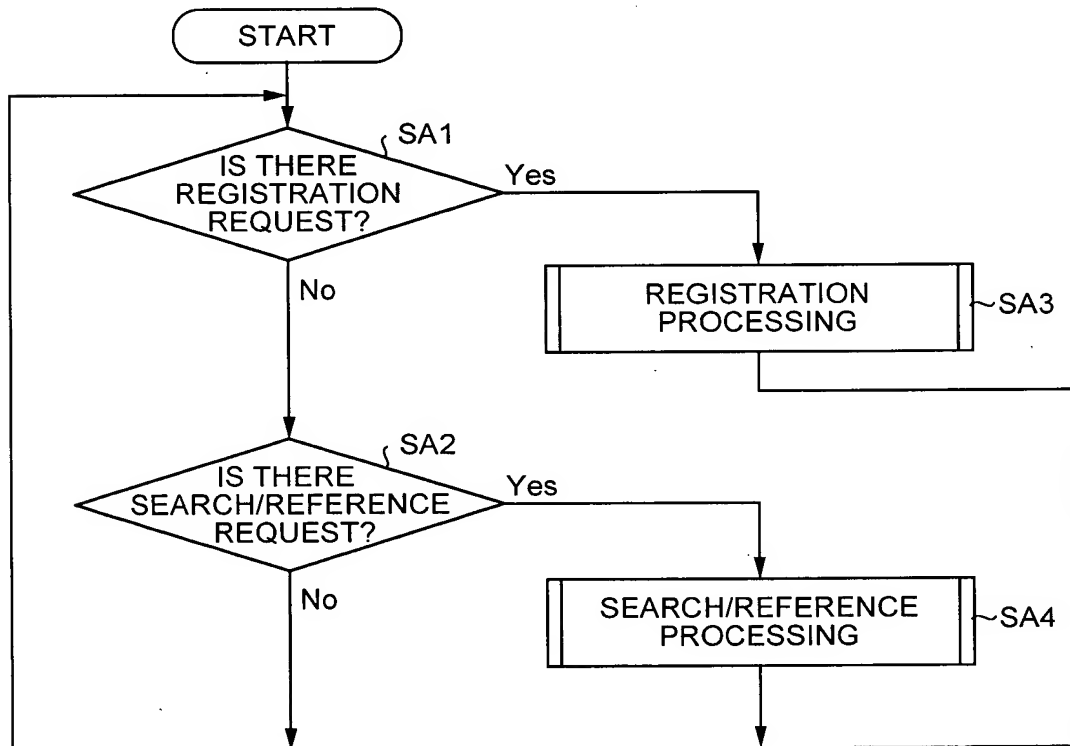 START
SA1
IS THERE
REGISTRATION
REQUEST?
Yes
No
REGISTRATION
PROCESSING
SA3
SA2
IS THERE
SEARCH/REFERENCE
REQUEST?
Yes
No
SEARCH/REFERENCE
PROCESSING
SA4